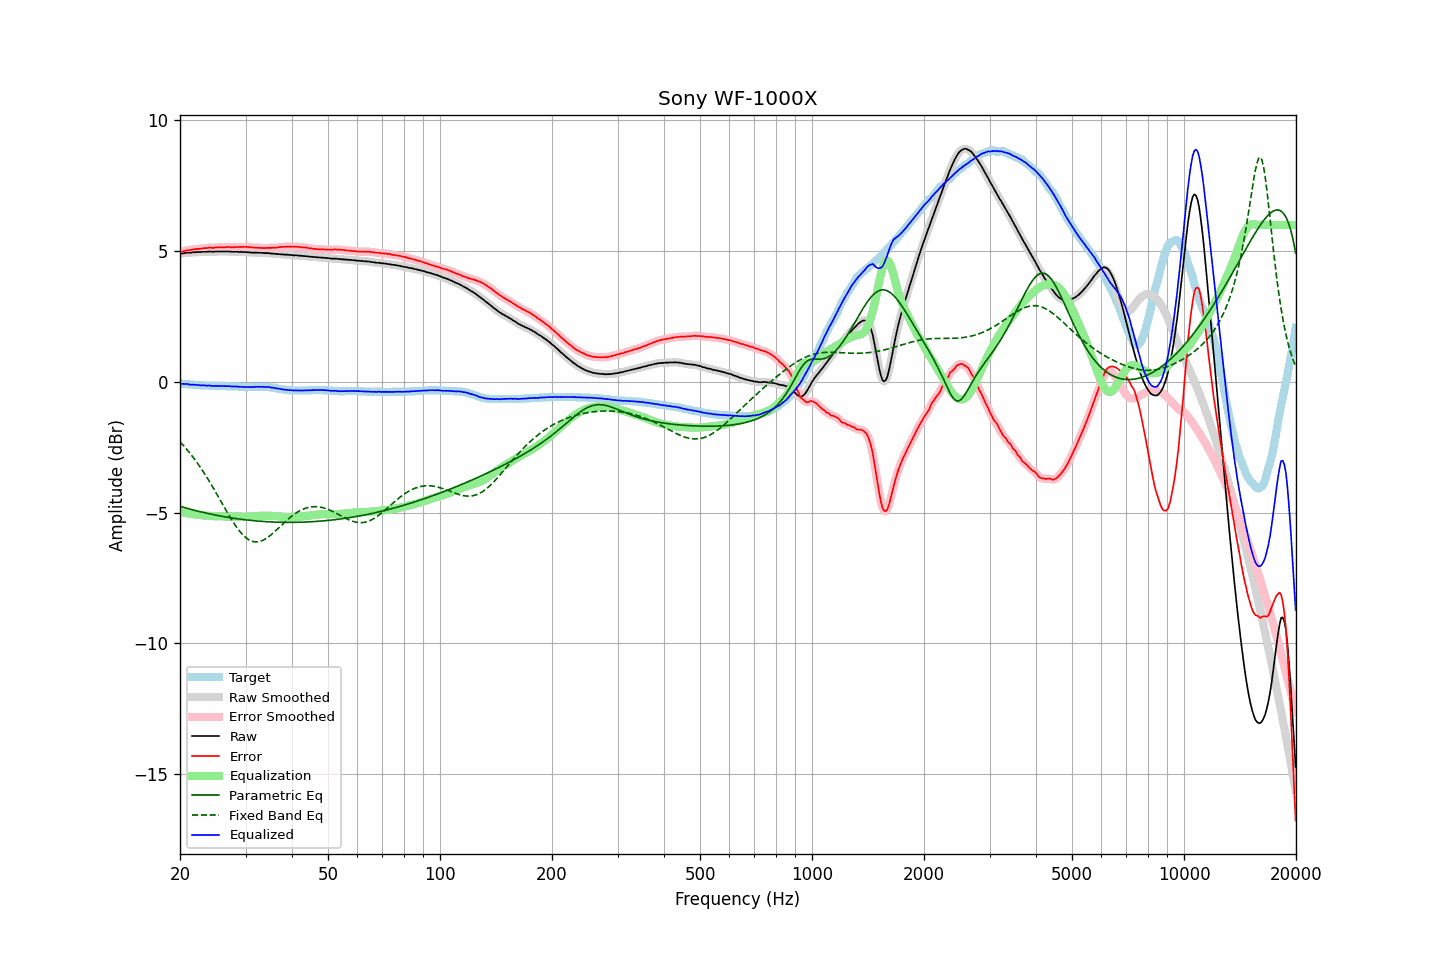 Sony WF-1000X
10
5
0
−5
−10
−15
Amplitude (dBr)
Target
Raw Smoothed
Error Smoothed
Raw
Error
Equalization
Parametric Eq
Fixed Band Eq
Equalized
20 50 100 200 500 1000 2000 5000 10000 20000
Frequency (Hz)